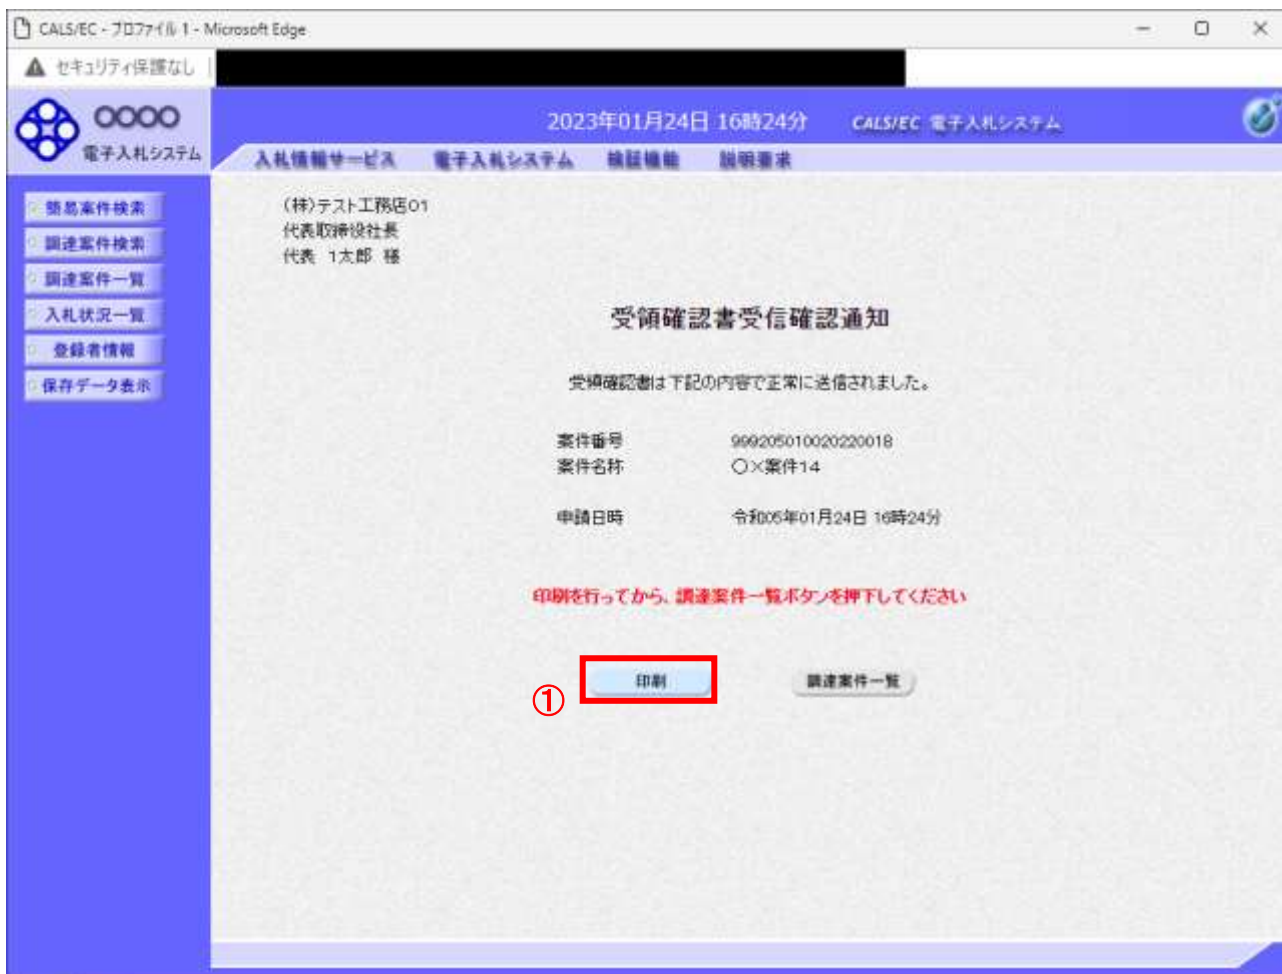 CALS/EC - プロファイル 1 - Microsoft Edge
セキュリティ保護なし
○○○○
電子入札システム
2023年01月24日 16時24分
CALS/EC 電子入札システム
入札情報サービス 電子入札システム 検証機能 説明要求
簡易案件検索
調達案件検索
調達案件一覧
入札状況一覧
登録者情報
保存データ表示
(株)テスト工務店01
代表取締役社長
代表 1太郎 様
受領確認書受信確認通知
受領確認書は下記の内容で正常に送信されました。
案件番号 999205010020220018
案件名称 ○×案件14
申請日時 令和05年01月24日 16時24分
印刷を行ってから、調達案件一覧ボタンを押下してください
① 印刷 調達案件一覧